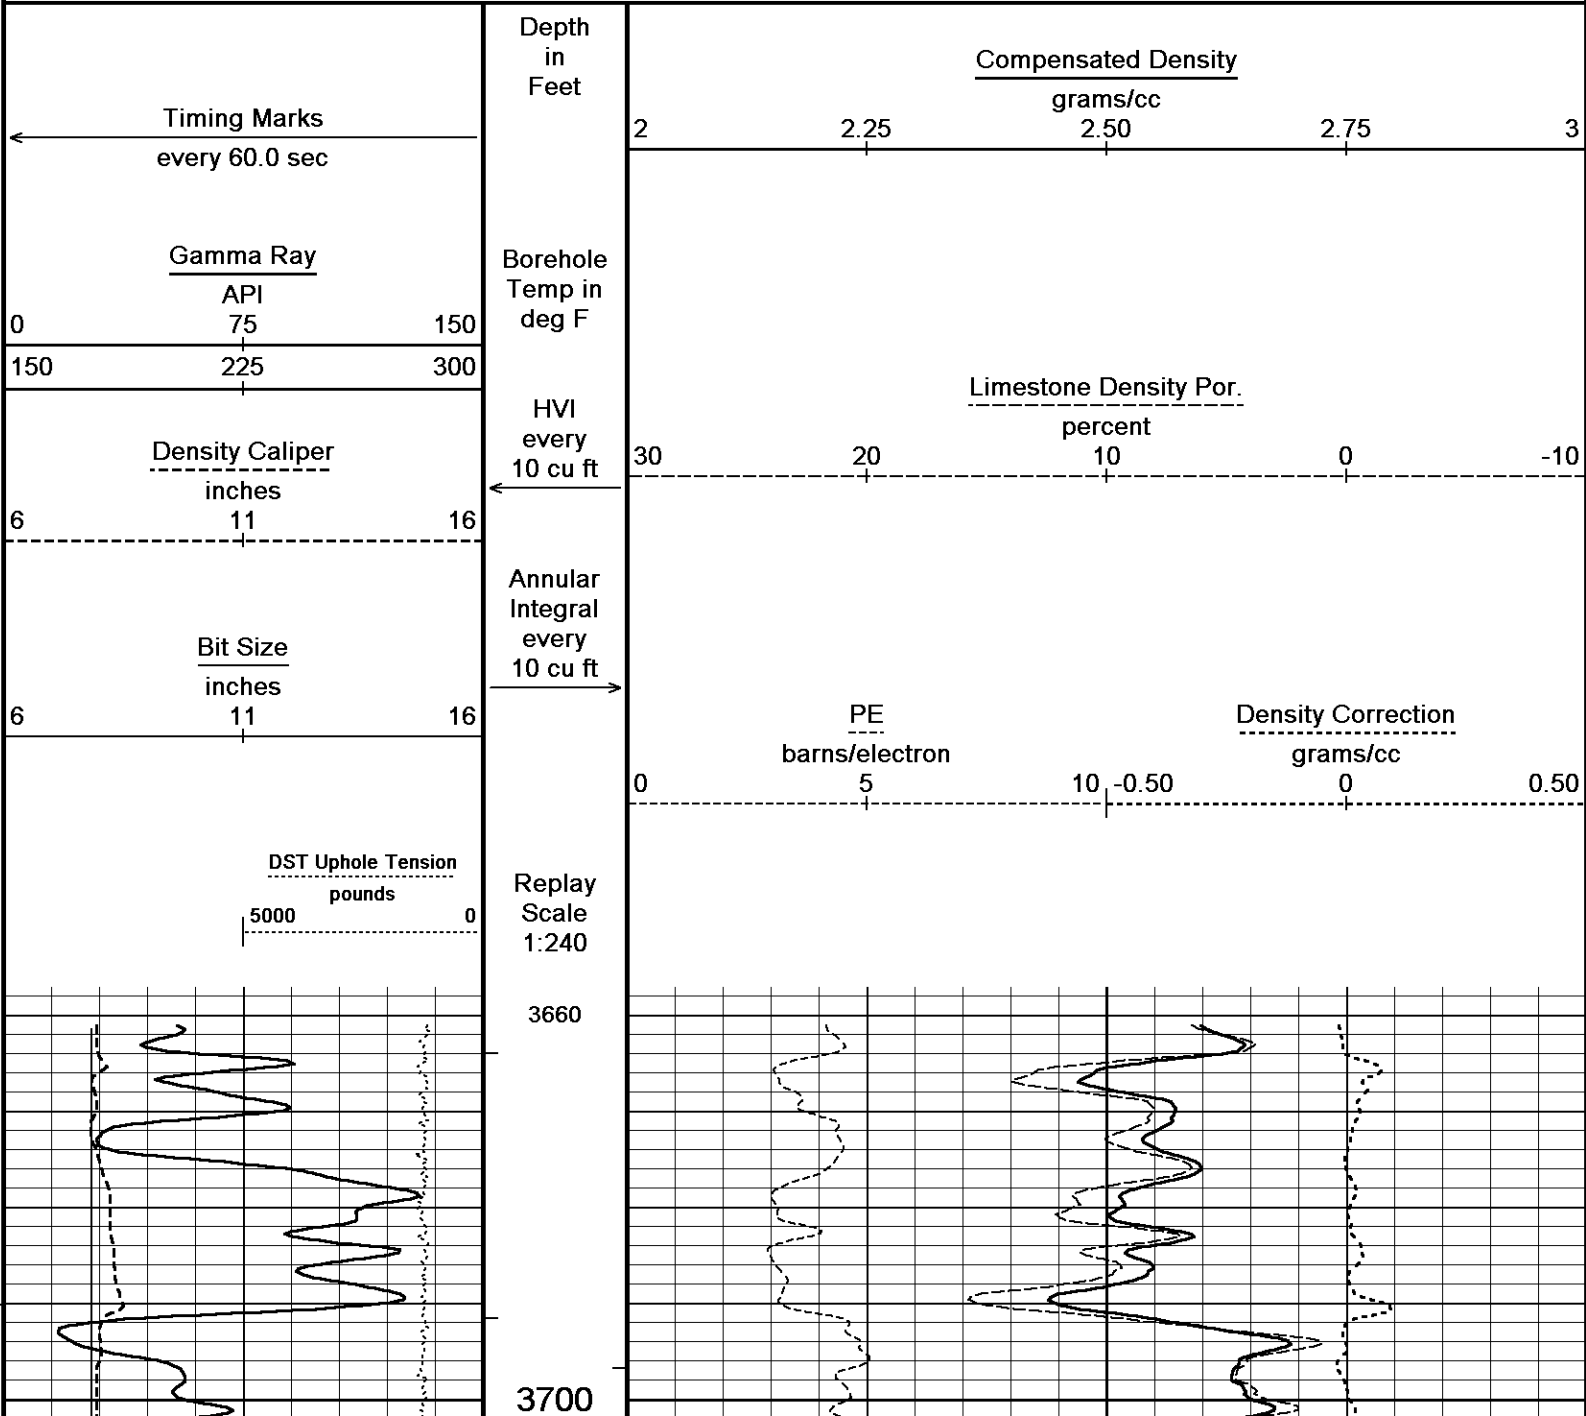 Timing Marks
every 60.0 sec
Gamma Ray
API
0 75 150
150 225 300
Density Caliper
inches
6 11 16
Bit Size
inches
6 11 16
DST Uphole Tension
pounds
5000 0
Depth
in
Feet
Borehole
Temp in
deg F
HVI
every
10 cu ft
Annular
Integral
every
10 cu ft
Replay
Scale
1:240
3660
3700
Compensated Density
grams/cc
2 2.25 2.50 2.75 3
Limestone Density Por.
percent
30 20 10 0 -10
PE
barns/electron
0 5 10
Density Correction
grams/cc
-0.50 0 0.50